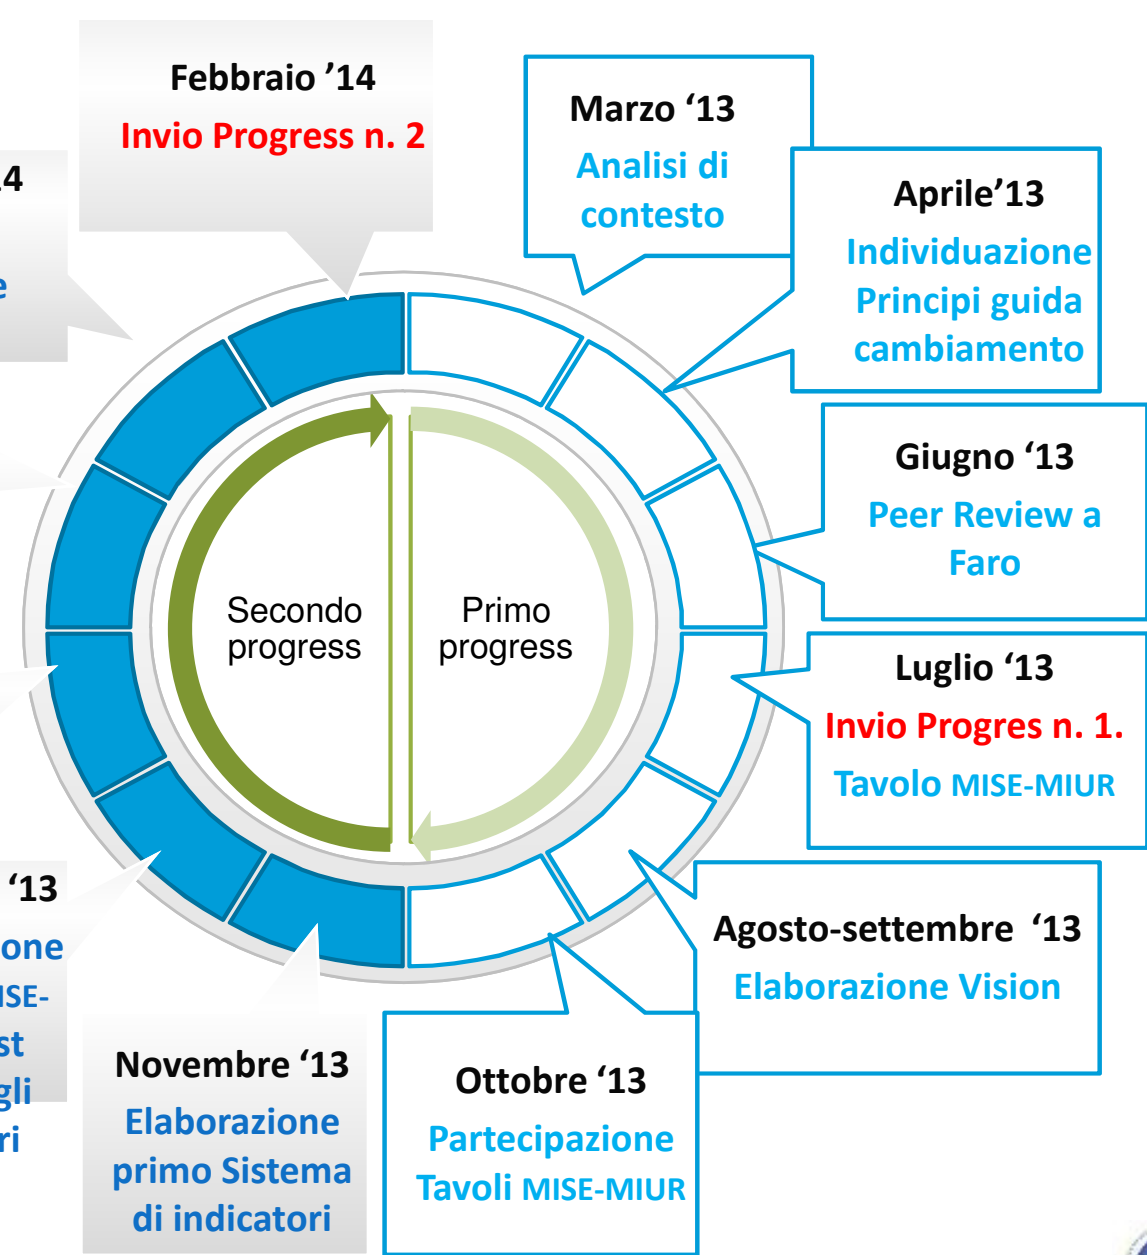 Febbraio ’14
Invio Progress n. 2
Marzo ‘13
Analisi di
contesto
Aprile’13
Individuazione
Principi guida
cambiamento
Giugno ‘13
Peer Review a
Faro
Luglio ‘13
Invio Progres n. 1.
Tavolo MISE-MIUR
Agosto-settembre ‘13
Elaborazione Vision
Ottobre ‘13
Partecipazione
Tavoli MISE-MIUR
Novembre ‘13
Elaborazione
primo Sistema
di indicatori
‘13
Secondo
progress
Primo
progress